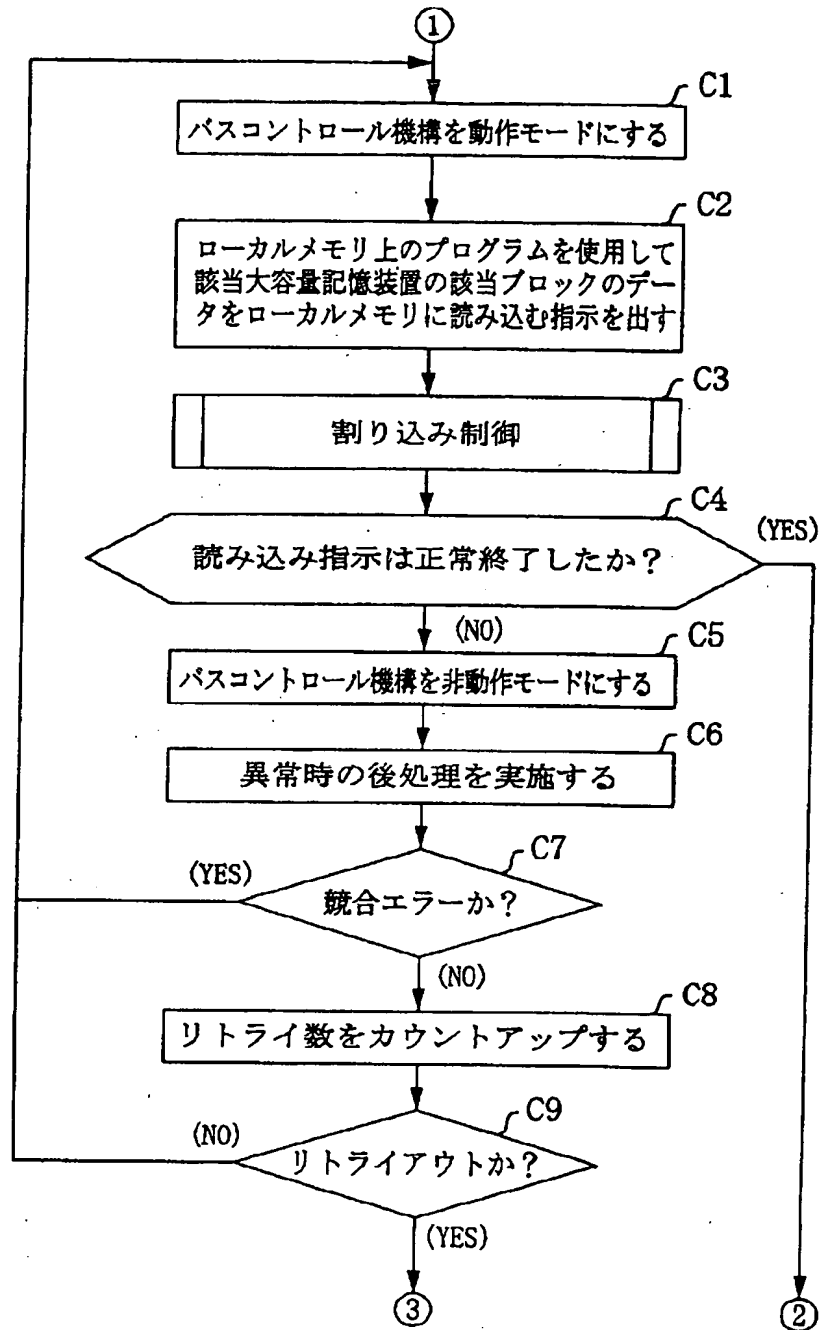 ①
C1
バスコントロール機構を動作モードにする
C2
ローカルメモリ上のプログラムを使用して
該当大容量記憶装置の該当ブロックのデー
タをローカルメモリに読み込む指示を出す
C3
割り込み制御
C4
読み込み指示は正常終了したか？
(YES)
(NO)
C5
バスコントロール機構を非動作モードにする
C6
異常時の後処理を実施する
C7
(YES)
競合エラーか？
(NO)
C8
リトライ数をカウントアップする
C9
(NO)
リトライアウトか？
(YES)
③
②